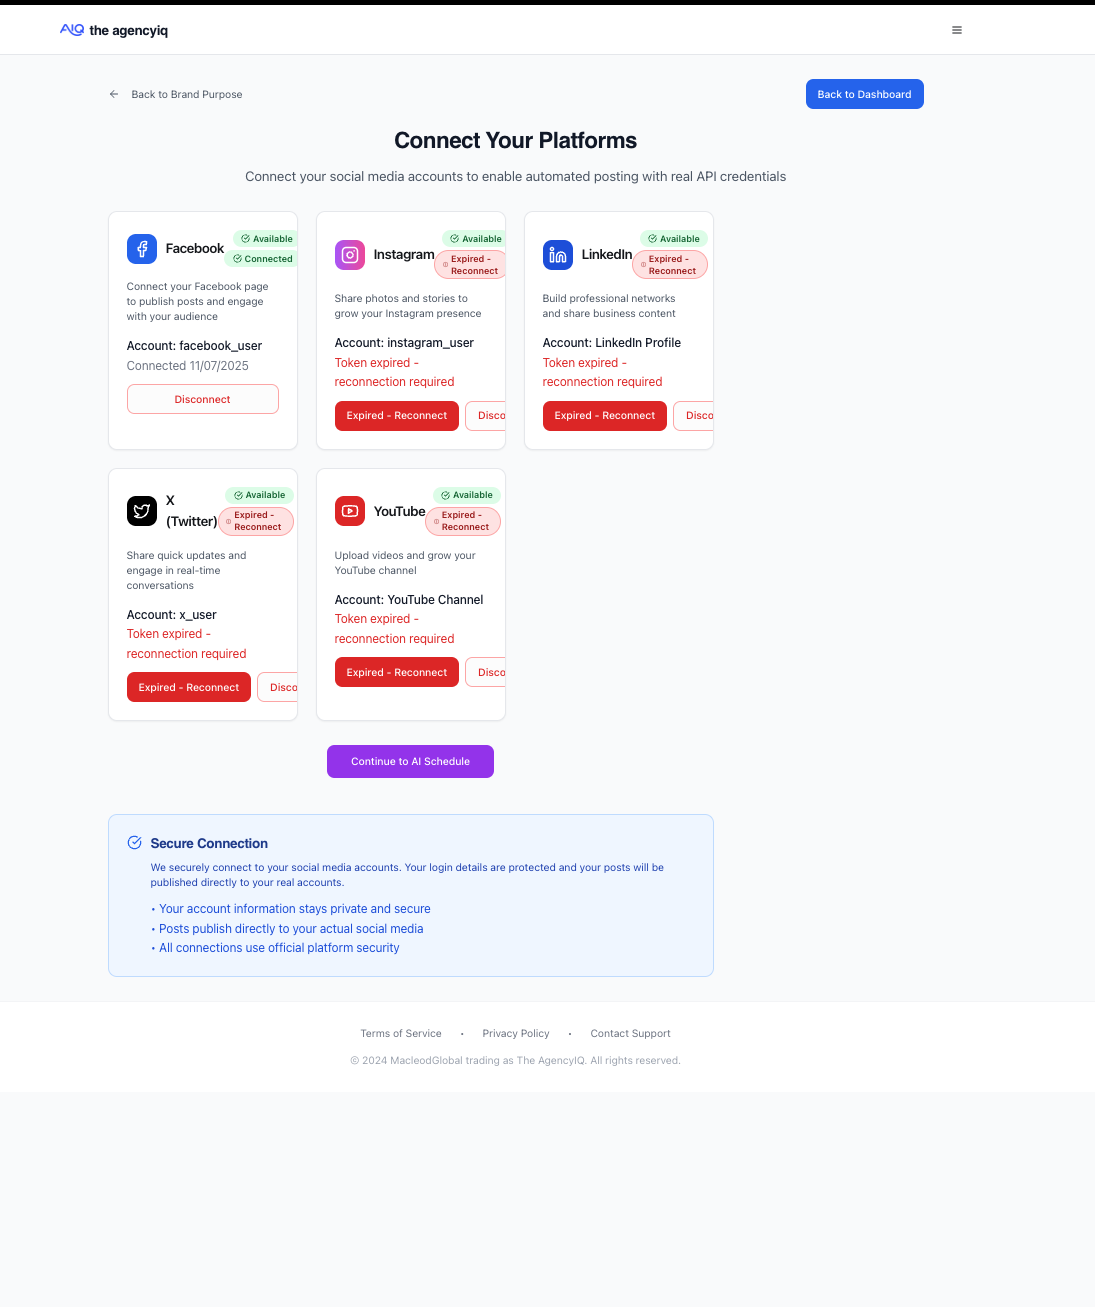 AIQ the agencyiq
Back to Brand Purpose
Back to Dashboard
Connect Your Platforms
Connect your social media accounts to enable automated posting with real API credentials
Facebook
Available
Connected
Connect your Facebook page
to publish posts and engage
with your audience
Account: facebook_user
Connected 11/07/2025
Disconnect
Instagram
Available
Expired -
Reconnect
Share photos and stories to
grow your Instagram presence
Account: instagram_user
Token expired -
reconnection required
Expired - Reconnect
Disco
LinkedIn
Available
Expired -
Reconnect
Build professional networks
and share business content
Account: LinkedIn Profile
Token expired -
reconnection required
Expired - Reconnect
Disco
X
(Twitter)
Available
Expired -
Reconnect
Share quick updates and
engage in real-time
conversations
Account: x_user
Token expired -
reconnection required
Expired - Reconnect
Disco
YouTube
Available
Expired -
Reconnect
Upload videos and grow your
YouTube channel
Account: YouTube Channel
Token expired -
reconnection required
Expired - Reconnect
Disco
Continue to AI Schedule
Secure Connection
We securely connect to your social media accounts. Your login details are protected and your posts will be
published directly to your real accounts.
• Your account information stays private and secure
• Posts publish directly to your actual social media
• All connections use official platform security
Terms of Service • Privacy Policy • Contact Support
© 2024 MacleodGlobal trading as The AgencyIQ. All rights reserved.